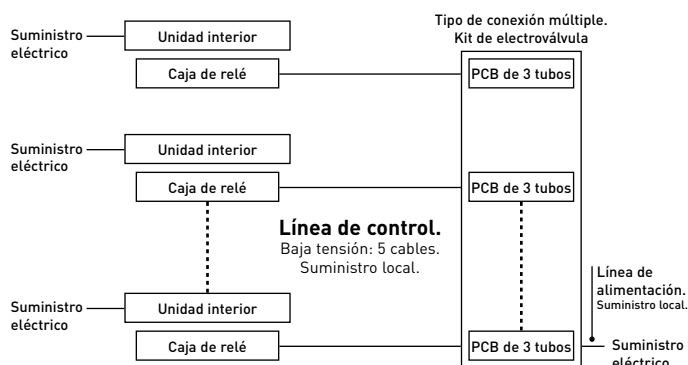 Tipo de conexión múltiple.
Kit de electroválvula
Suministro
eléctrico
Unidad interior
Caja de relé
PCB de 3 tubos
Suministro
eléctrico
Unidad interior
Caja de relé
PCB de 3 tubos
Línea de control.
Baja tensión: 5 cables.
Suministro local.
Línea de
alimentación.
Suministro local.
Suministro
eléctrico
Unidad interior
Caja de relé
PCB de 3 tubos
Suministro
eléctrico